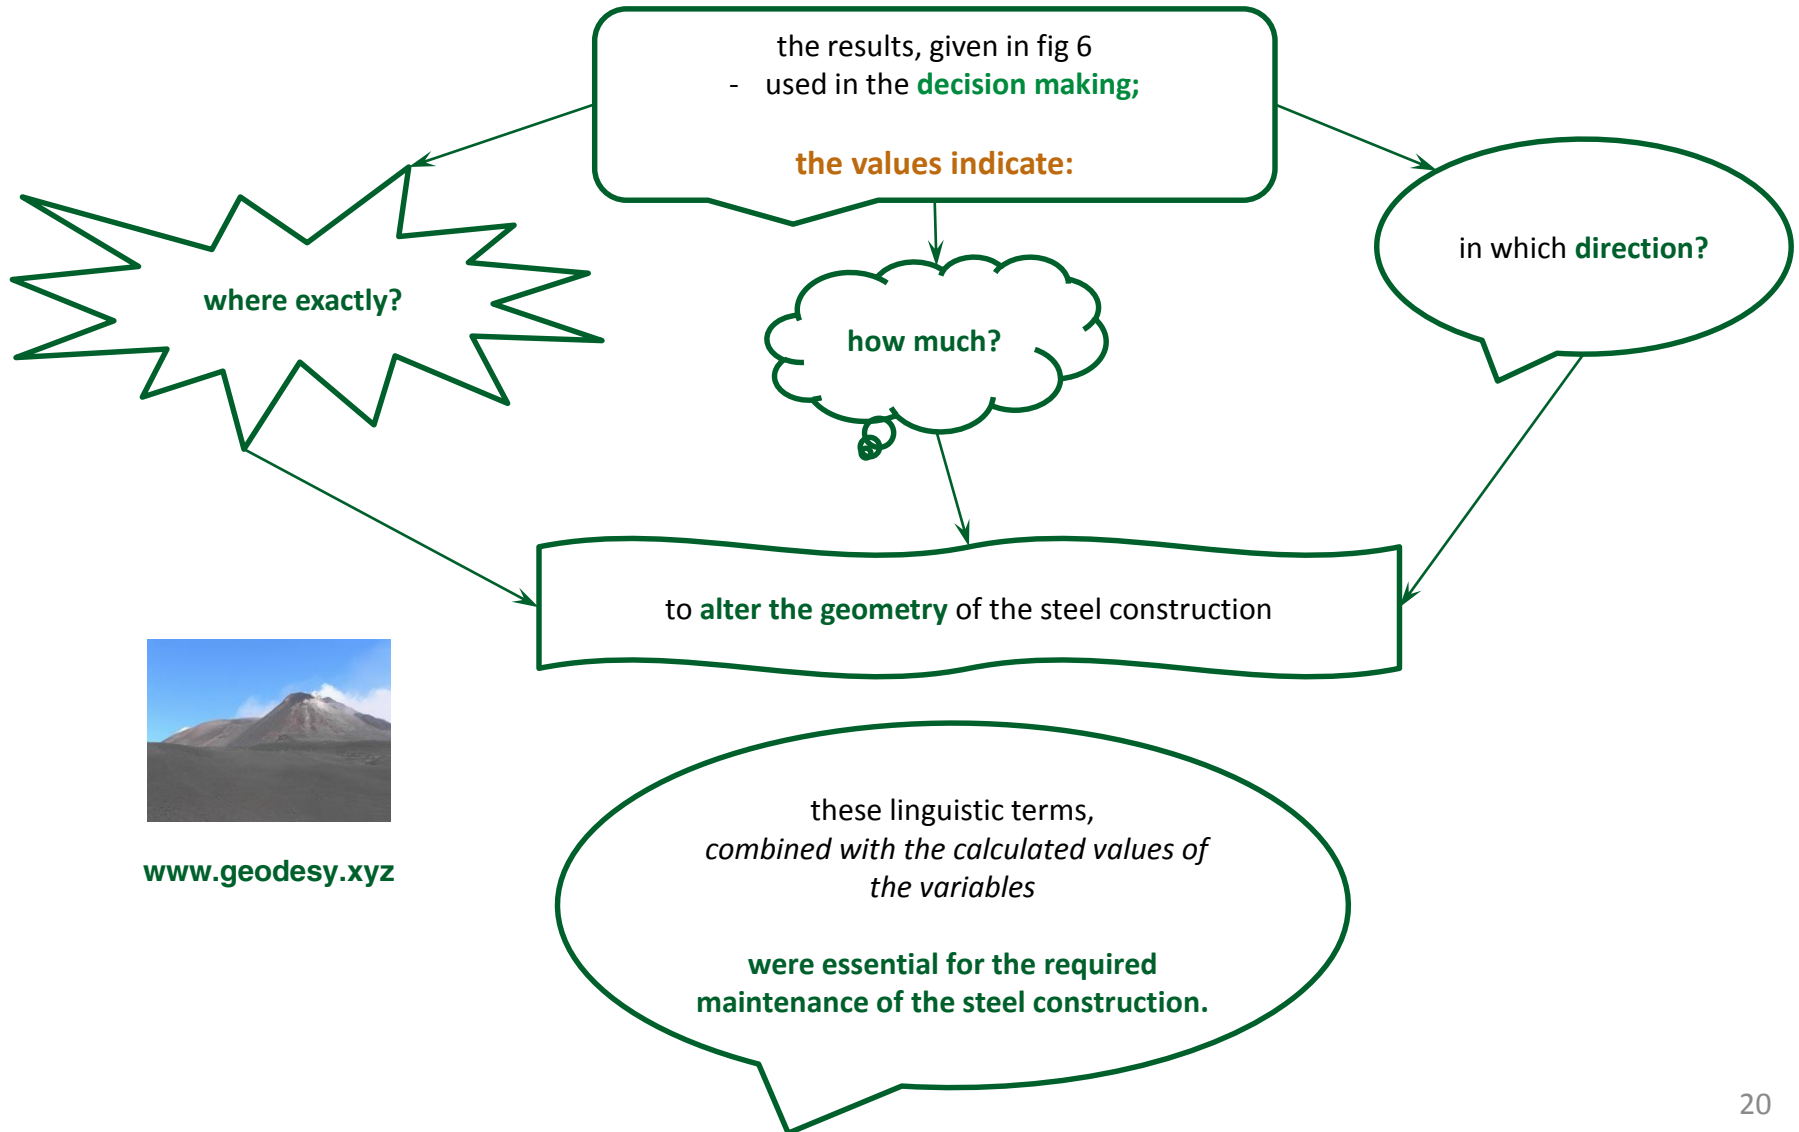 the results, given in fig 6
- used in the decision making;
the values indicate:
where exactly?
how much?
in which direction?
to alter the geometry of the steel construction
www.geodesy.xyz
these linguistic terms,
combined with the calculated values of
the variables
were essential for the required
maintenance of the steel construction.
20